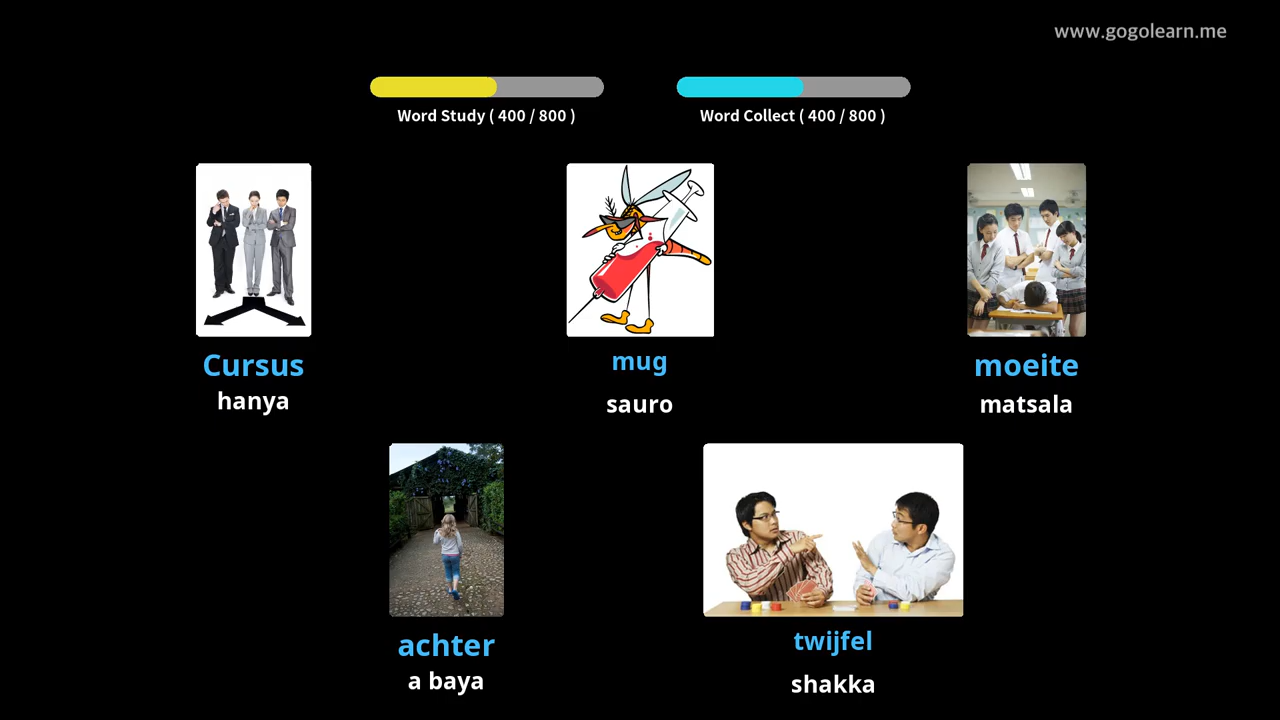 www.gogolearn.me
Word Study ( 400 / 800 )
Word Collect ( 400 / 800 )
Cursus
hanya
mug
sauro
moeite
matsala
achter
a baya
twijfel
shakka